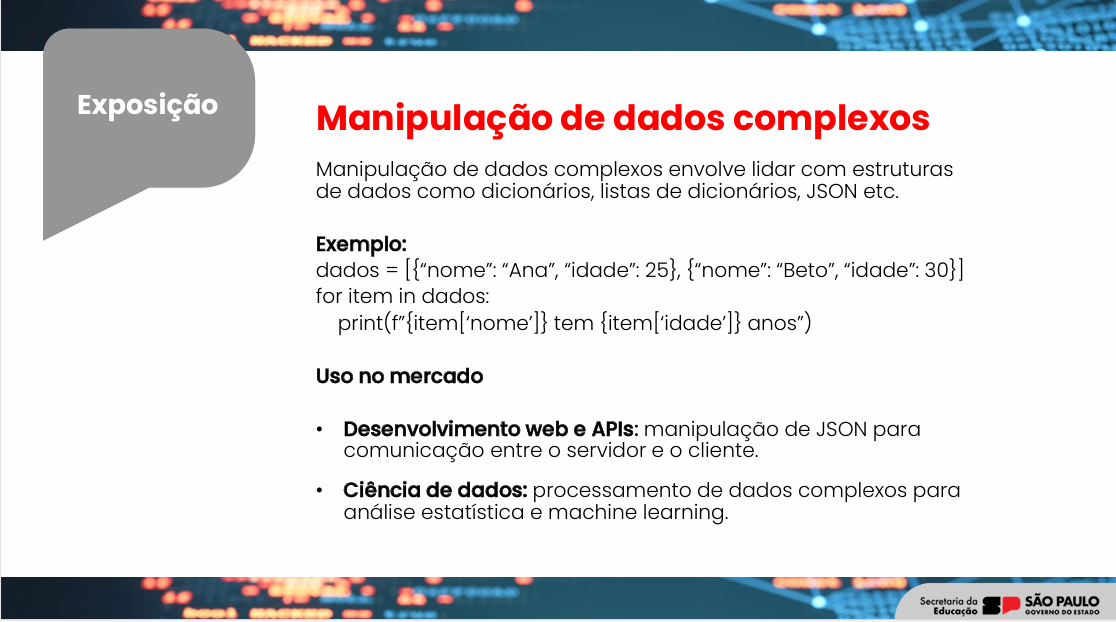 HACKED
Exposição
Manipulação de dados complexos
Manipulação de dados complexos envolve lidar com estruturas
de dados como dicionários, listas de dicionários, JSON etc.
Exemplo:
dados = [{“nome”: “Ana”, “idade”: 25}, {“nome”: “Beto”, “idade”: 30}]
for item in dados:
print(f”{item[‘nome’]} tem {item[‘idade’]} anos”)
Uso no mercado
• Desenvolvimento web e APIs: manipulação de JSON para
comunicação entre o servidor e o cliente.
• Ciência de dados: processamento de dados complexos para
análise estatística e machine learning.
HACKED
Secretaria da
Educação
SÃO PAULO
GOVERNO DO ESTADO